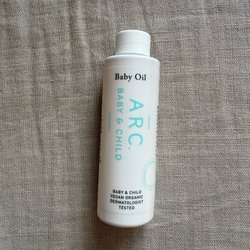 Baby Oil
ARC.
BABY & CHILD
BABY & CHILD
VEGAN ORGANIC
DERMATOLOGIST
TESTED